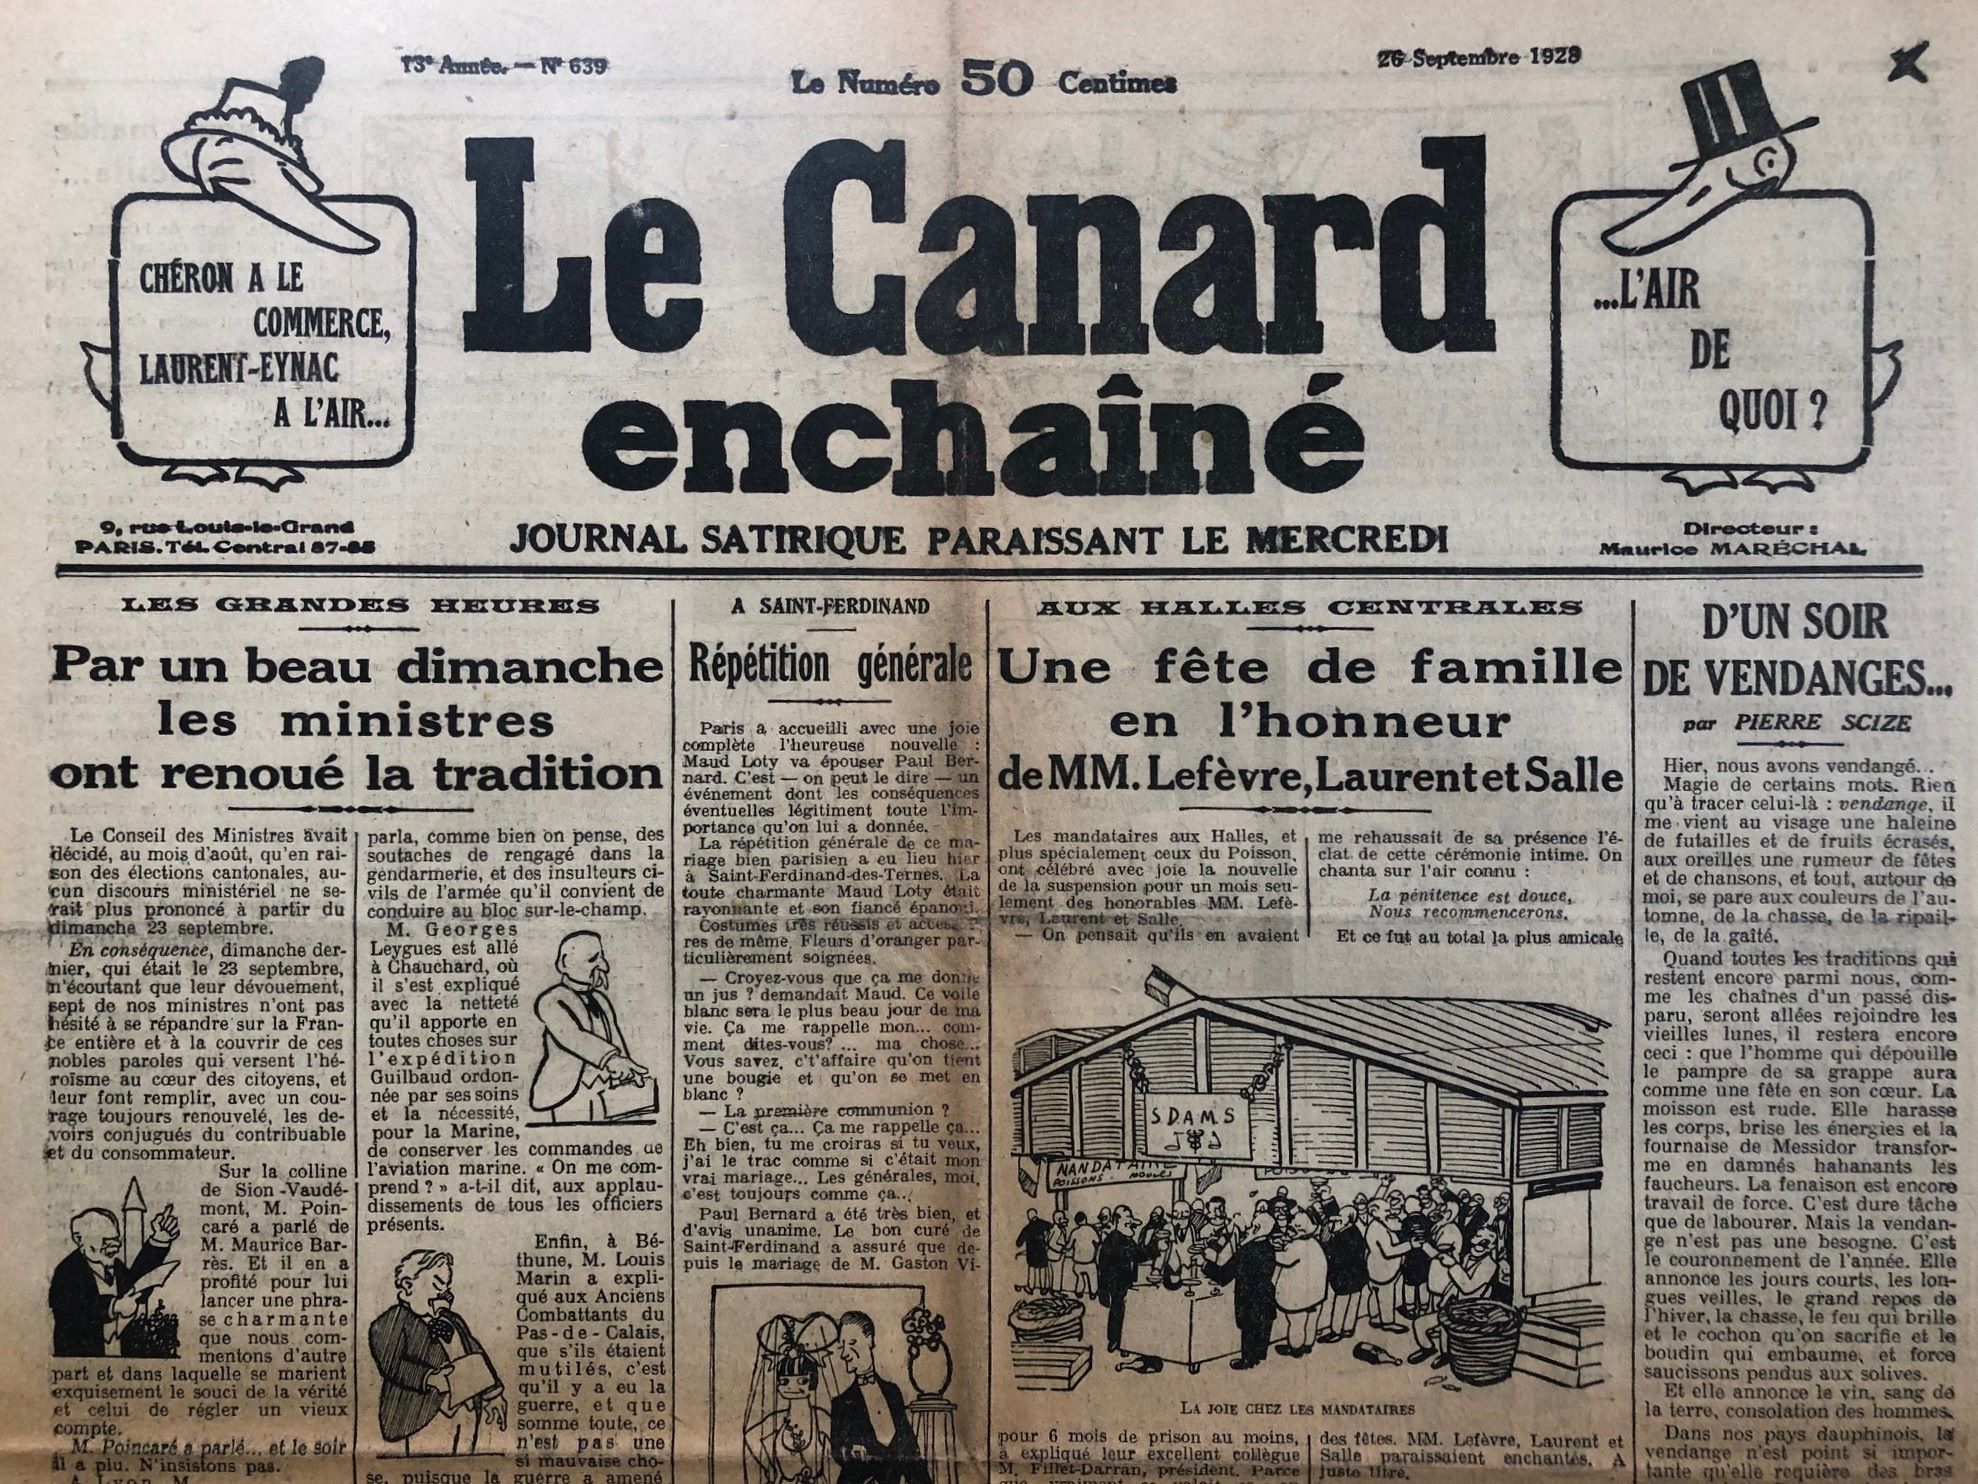 13e Année. — N° 639
Le Numéro 50 Centimes
26 Septembre 1928
CHÉRON A LE
COMMERCE,
LAURENT-EYNAC
A L'AIR...
Le Canard
enchaîné
...L'AIR
DE
QUOI ?
9, rue Louis-le-Grand
PARIS. Tél. Central 87-88
JOURNAL SATIRIQUE PARAISSANT LE MERCREDI
Directeur :
Maurice MARÉCHAL
LES GRANDES HEURES
Par un beau dimanche
les ministres
ont renoué la tradition
Le Conseil des Ministres avait
décidé, au mois d'août, qu'en rai-
son des élections cantonales, au-
cun discours ministériel ne se-
rait plus prononcé à partir du
dimanche 23 septembre.
En conséquence, dimanche der-
nier, qui était le 23 septembre,
n'écoutant que leur dévouement,
sept de nos ministres n'ont pas
hésité à se répandre sur la Fran-
ce entière et à la couvrir de ces
nobles paroles qui versent l'hé-
roïsme au cœur des citoyens, et
leur font remplir, avec un cou-
rage toujours renouvelé, les de-
voirs conjugués du contribuable
et du consommateur.
Sur la colline
de Sion-Vaudé-
mont, M. Poin-
caré a parlé de
M. Maurice Bar-
rès. Et il en a
profité pour lui
lancer une phra-
se charmante
que nous com-
mentons d'autre
part et dans laquelle se marient
exquisement le souci de la vérité
et celui de régler un vieux
compte.
M. Poincaré a parlé... et le soir
il a plu. N'insistons pas.
A Lyon M.
parla, comme bien on pense, des
soutaches de rengagé dans la
gendarmerie, et des insulteurs ci-
vils de l'armée qu'il convient de
conduire au bloc sur-le-champ.
M. Georges
Leygues est allé
à Chauchard, où
il s'est expliqué
avec la netteté
qu'il apporte en
toutes choses sur
l'expédition
Guilbaud ordon-
née par ses soins
et la nécessité,
pour la Marine,
de conserver les commandes de
l'aviation marine. « On me com-
prend ? » a-t-il dit, aux applau-
dissements de tous les officiers
présents.
Enfin, à Bé-
thune, M. Louis
Marin a expli-
qué aux Anciens
Combattants du
Pas-de-Calais,
que s'ils étaient
mutilés, c'est
qu'il y a eu la
guerre, et que
somme toute, ce
n'est pas une
si mauvaise cho-
se, puisque la guerre a amené
A SAINT-FERDINAND
Répétition générale
Paris a accueilli avec une joie
complète l'heureuse nouvelle :
Maud Loty va épouser Paul Ber-
nard. C'est — on peut le dire — un
événement dont les conséquences
éventuelles légitiment toute l'im-
portance qu'on lui a donnée.
La répétition générale de ce ma-
riage bien parisien a eu lieu hier
à Saint-Ferdinand-des-Ternes. La
toute charmante Maud Loty était
rayonnante et son fiancé épanoui.
Costumes très réussis et access
res de même. Fleurs d'oranger par-
ticulièrement soignées.
— Croyez-vous que ça me donne
un jus ? demandait Maud. Ce voile
blanc sera le plus beau jour de ma
vie. Ça me rappelle mon... com-
ment dites-vous? ... ma chose...
Vous savez, c't'affaire qu'on tient
une bougie et qu'on se met en
blanc ?
— La première communion ?
— C'est ça... Ça me rappelle ça...
Eh bien, tu me croiras si tu veux,
j'ai le trac comme si c'était mon
vrai mariage... Les générales, moi,
c'est toujours comme ça...
Paul Bernard a été très bien, et
d'avis unanime. Le bon curé de
Saint-Ferdinand a assuré que de-
puis le mariage de M. Gaston Vi-
AUX HALLES CENTRALES
Une fête de famille
en l'honneur
de MM. Lefèvre, Laurent et Salle
Les mandataires aux Halles, et
plus spécialement ceux du Poisson,
ont célébré avec joie la nouvelle
de la suspension pour un mois seu-
lement des honorables MM. Lefè-
vre, Laurent et Salle.
— On pensait qu'ils en avaient
me rehaussait de sa présence l'é-
clat de cette cérémonie intime. On
chanta sur l'air connu :
La pénitence est douce,
Nous recommencerons.
Et ce fut au total la plus amicale
SDAMS
MANDATAIRE
POISSONS. MOULES
LA JOIE CHEZ LES MANDATAIRES
pour 6 mois de prison au moins,
a expliqué leur excellent collègue
M. Fillet-Darran, président. Parce
des fêtes. MM. Lefèvre, Laurent et
Salle paraissaient enchantés. A
juste titre.
D'UN SOIR
DE VENDANGES...
par PIERRE SCIZE
Hier, nous avons vendangé...
Magie de certains mots. Rien
qu'à tracer celui-là : vendange, il
me vient au visage une haleine
de futailles et de fruits écrasés,
aux oreilles une rumeur de fêtes
et de chansons, et tout, autour de
moi, se pare aux couleurs de l'au-
tomne, de la chasse, de la ripail-
le, de la gaîté.
Quand toutes les traditions qui
restent encore parmi nous, com-
me les chaînes d'un passé dis-
paru, seront allées rejoindre les
vieilles lunes, il restera encore
ceci : que l'homme qui dépouille
le pampre de sa grappe aura
comme une fête en son cœur. La
moisson est rude. Elle harasse
les corps, brise les énergies et la
fournaise de Messidor transfor-
me en damnés hahanants les
faucheurs. La fenaison est encore
travail de force. C'est dure tâche
que de labourer. Mais la vendan-
ge n'est pas une besogne. C'est
le couronnement de l'année. Elle
annonce les jours courts, les lon-
gues veilles, le grand repos de
l'hiver, la chasse, le feu qui brille
et le cochon qu'on sacrifie et le
boudin qui embaume, et force
saucissons pendus aux solives.
Et elle annonce le vin, sang de
la terre, consolation des hommes.
Dans nos pays dauphinois, la
vendange n'est point si impor-
tante qu'elle requière des bras